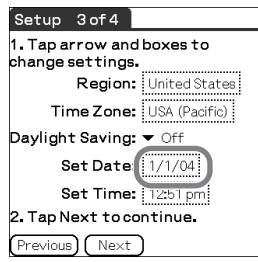 Setup 3 of 4
1. Tap arrow and boxes to
change settings.
Region: United States
Time Zone: USA (Pacific)
Daylight Saving: Off
Set Date: 1/1/04
Set Time: 12:51 pm
2. Tap Next to continue.
Previous Next